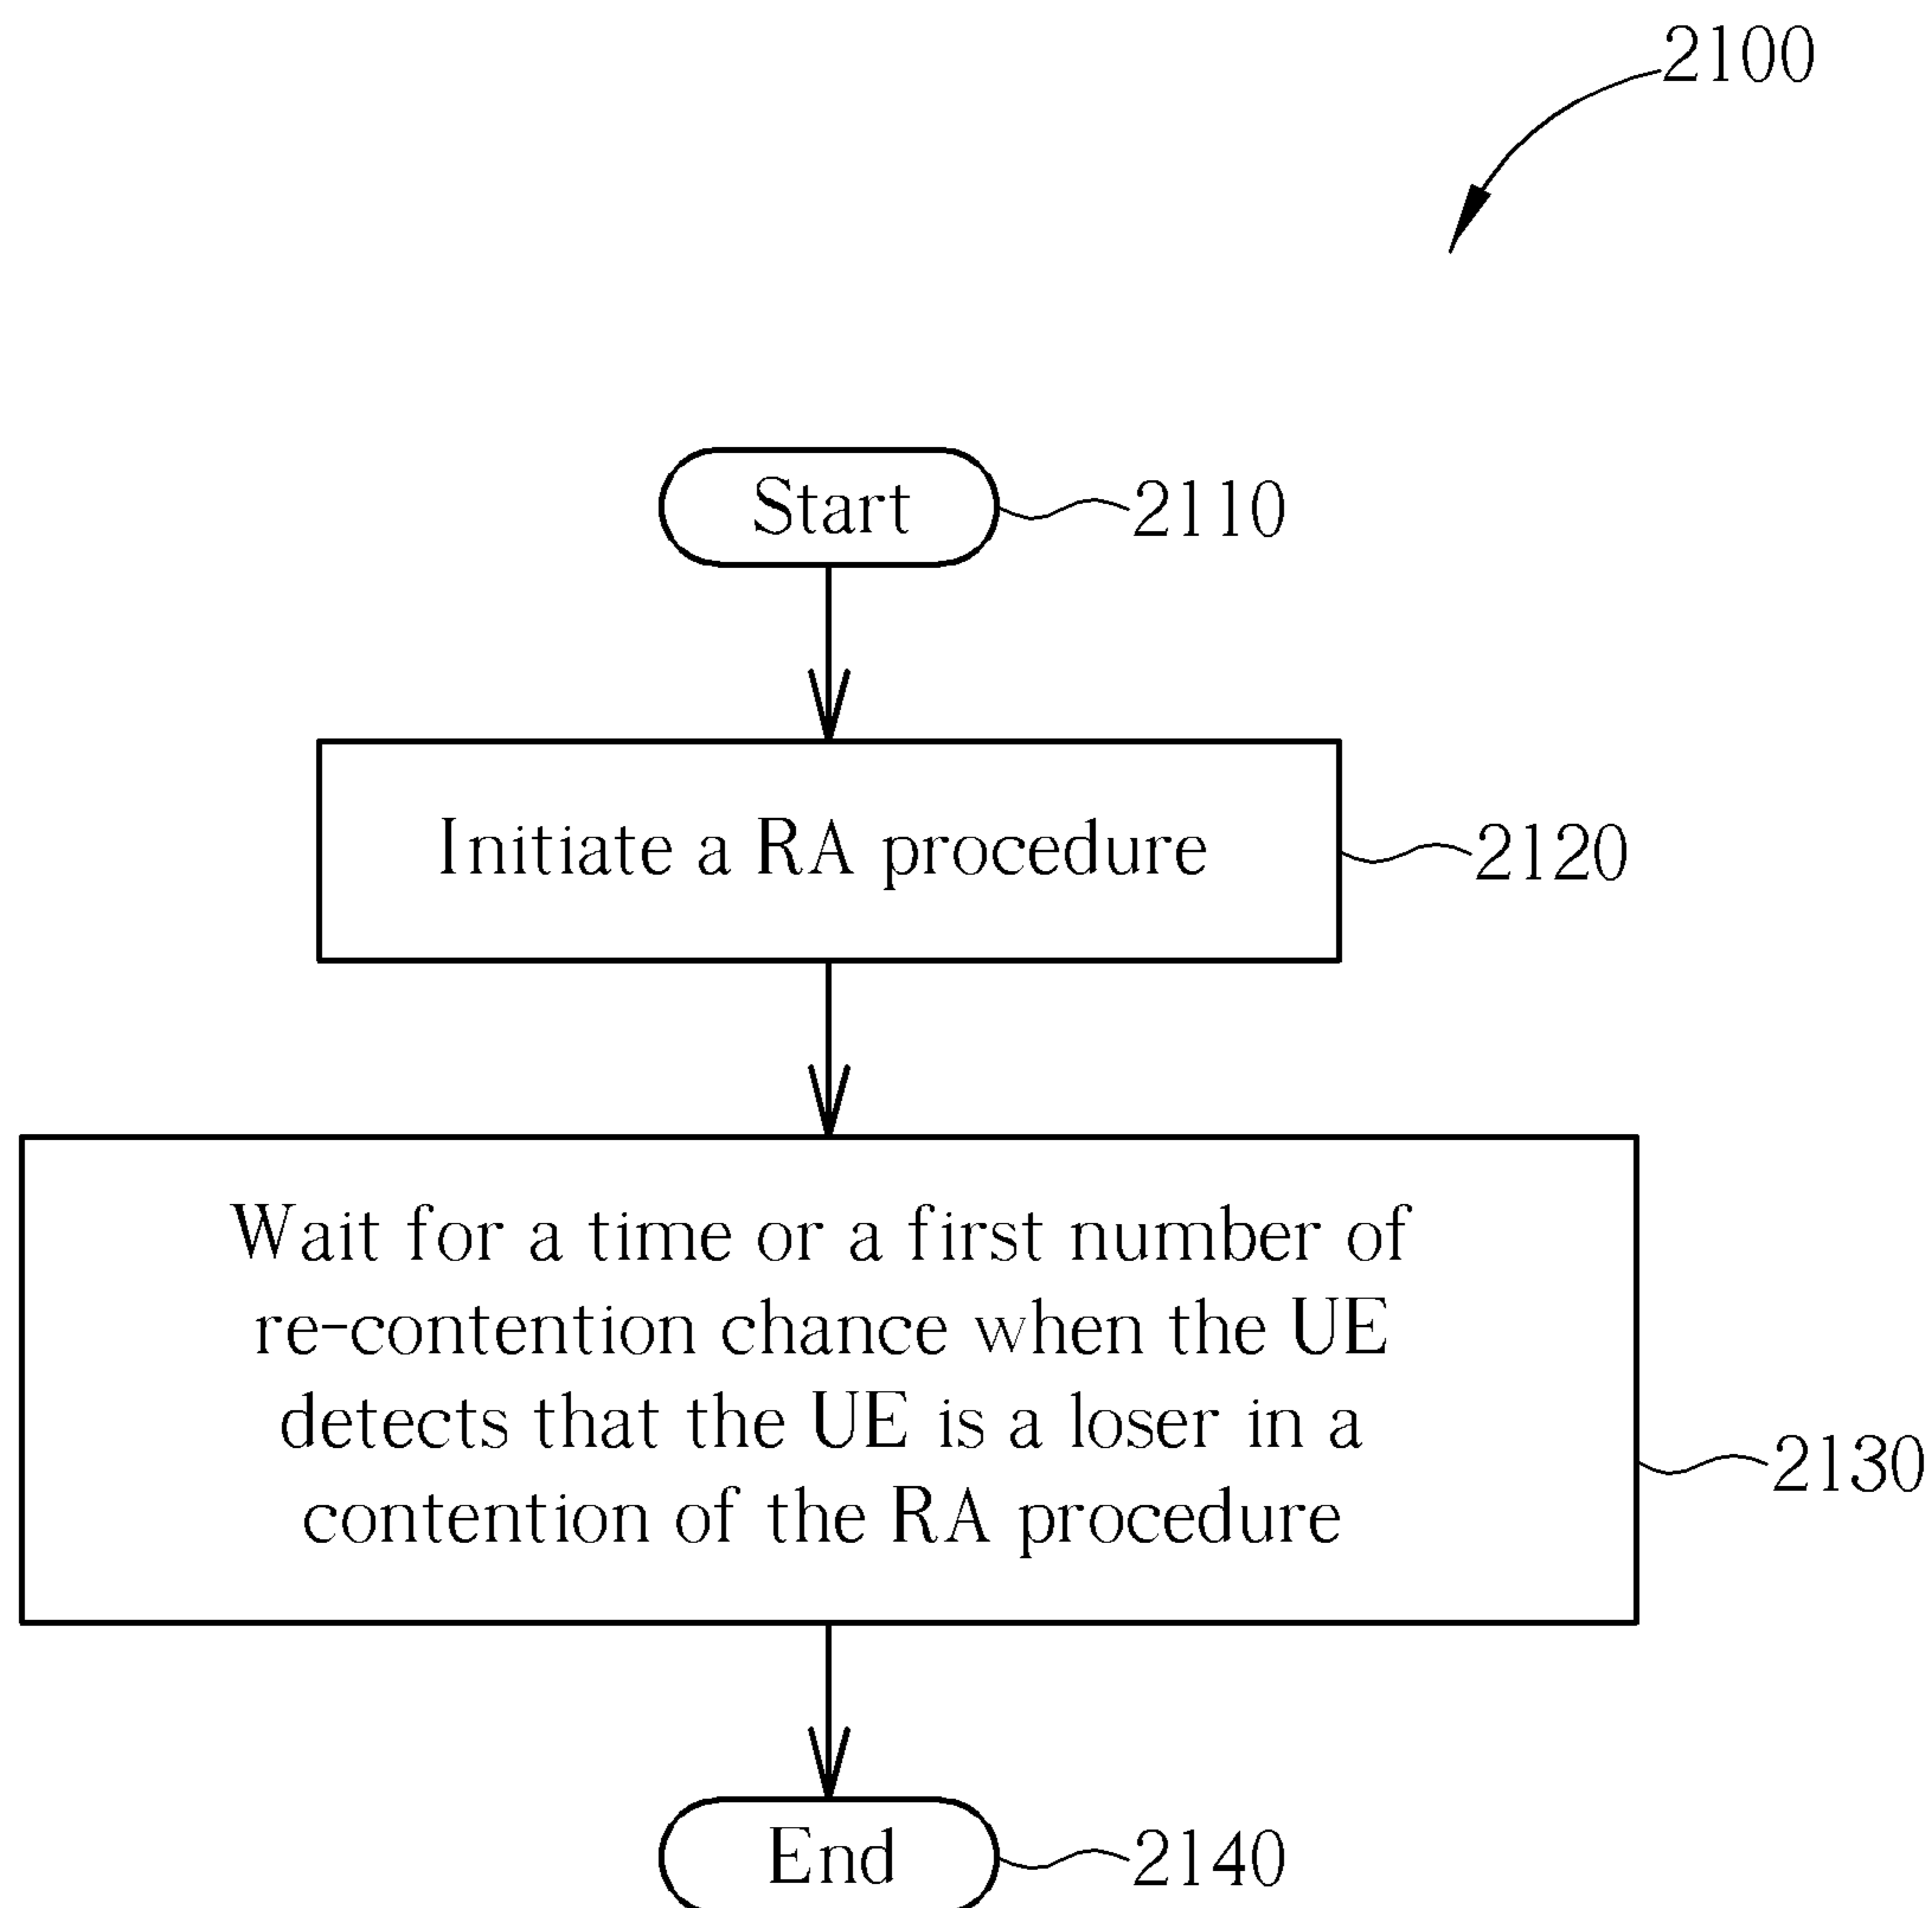 2100
Start
2110
Initiate a RA procedure
2120
Wait for a time or a first number of
re-contention chance when the UE
detects that the UE is a loser in a
contention of the RA procedure
2130
End
2140